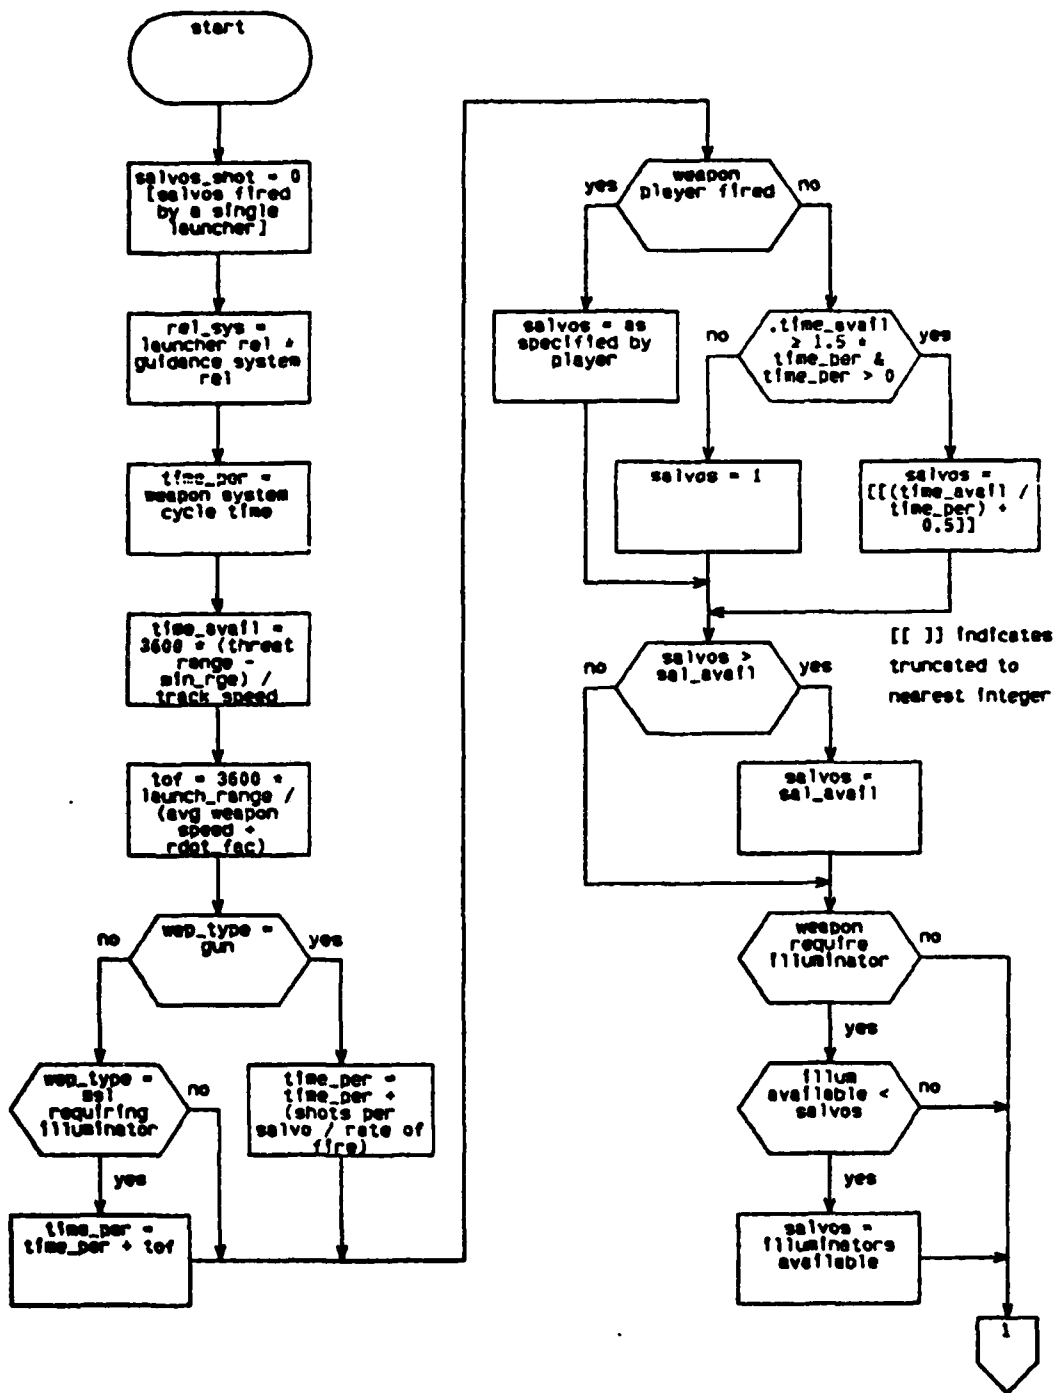 start
salvos_shot = 0
[salvos fired
by a single
launcher]
rel_sys =
launcher rel *
guidance system
rel
time_per =
weapon system
cycle time
time_avail =
3600 * (threat
range -
min_rge) /
track_speed
tof = 3600 *
launch_range /
(avg weapon
speed +
rdot_fac)
wep_type =
gun
no
yes
wep_type =
msl
requiring
illuminator
no
yes
time_per =
time_per +
(shots per
salvo / rate of
fire)
time_per =
time_per + tof
weapon
player fired
yes
no
salvos = as
specified by
player
.time_avail
≥ 1.5 *
time_per &
time_per > 0
no
yes
salvos = 1
salvos =
[[(time_avail /
time_per) +
0.5]]
[[ ]] indicates
truncated to
nearest integer
salvos >
sal_avail
no
yes
salvos =
sal_avail
weapon
require
illuminator
no
yes
illum
available <
salvos
no
yes
salvos =
illuminators
available
1